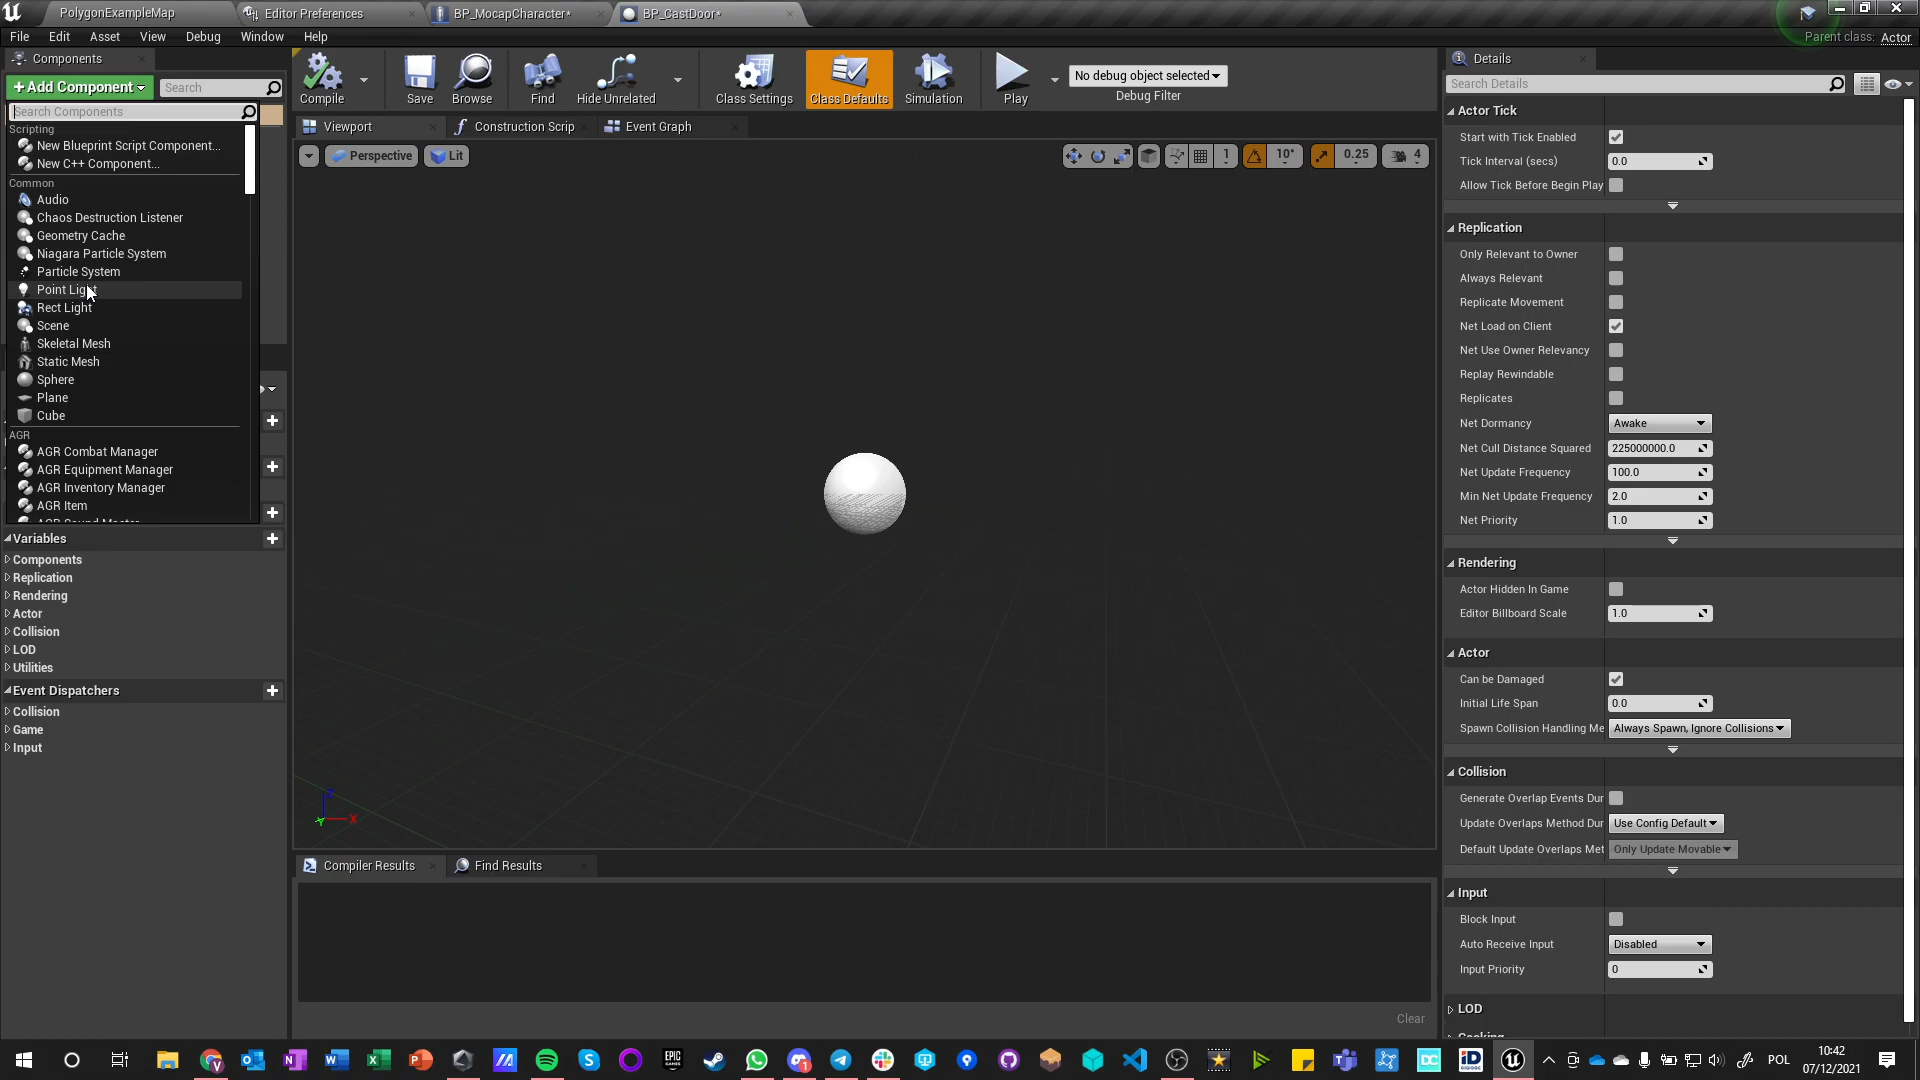 PolygonExampleMap
Editor Preferences
BP_MocapCharacter*
BP_CastDoor*
File Edit Asset View Debug Window Help
Parent class: Actor
Components
+Add Component
Search
Search Components
Scripting
New Blueprint Script Component...
New C++ Component...
Common
Audio
Chaos Destruction Listener
Geometry Cache
Niagara Particle System
Particle System
Point Light
Rect Light
Scene
Skeletal Mesh
Static Mesh
Sphere
Plane
Cube
AGR
AGR Combat Manager
AGR Equipment Manager
AGR Inventory Manager
AGR Item
Variables
Components
Replication
Rendering
Actor
Collision
LOD
Utilities
Event Dispatchers
Collision
Game
Input
Compile
Save
Browse
Find
Hide Unrelated
Class Settings
Class Defaults
Simulation
Play
No debug object selected
Debug Filter
Viewport
Construction Scrip
Event Graph
Perspective
Lit
1
10°
0.25
4
Z
X
Y
Compiler Results
Find Results
Clear
Details
Search Details
Actor Tick
Start with Tick Enabled
Tick Interval (secs) 0.0
Allow Tick Before Begin Play
Replication
Only Relevant to Owner
Always Relevant
Replicate Movement
Net Load on Client
Net Use Owner Relevancy
Replay Rewindable
Replicates
Net Dormancy Awake
Net Cull Distance Squared 225000000.0
Net Update Frequency 100.0
Min Net Update Frequency 2.0
Net Priority 1.0
Rendering
Actor Hidden In Game
Editor Billboard Scale 1.0
Actor
Can be Damaged
Initial Life Span 0.0
Spawn Collision Handling Me Always Spawn, Ignore Collisions
Collision
Generate Overlap Events Dur
Update Overlaps Method Dur Use Config Default
Default Update Overlaps Met Only Update Movable
Input
Block Input
Auto Receive Input Disabled
Input Priority 0
LOD
POL
10:42
07/12/2021